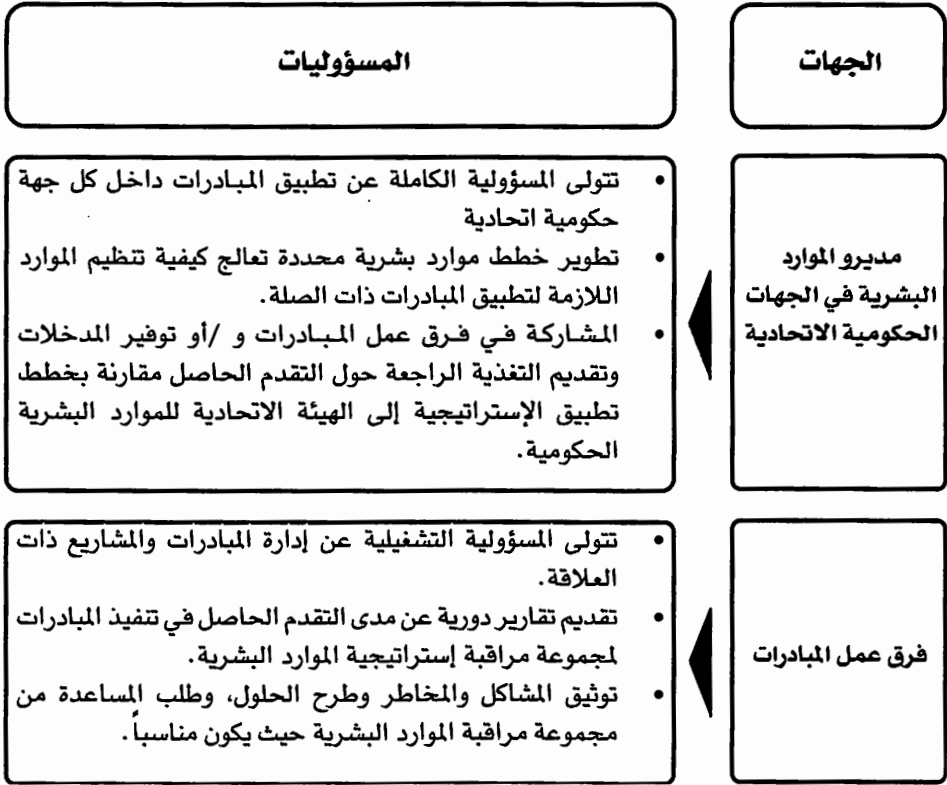 الجهات
المسؤوليات
مديرو الموارد
البشرية في الجهات
الحكومية الاتحادية
• تتولى المسؤولية الكاملة عن تطبيق المبادرات داخل كل جهة
حكومية اتحادية
• تطوير خطط موارد بشرية محددة تعالج كيفية تنظيم الموارد
اللازمة لتطبيق المبادرات ذات الصلة.
• المشاركة في فرق عمل المبادرات و /أو توفير المدخلات
وتقديم التغذية الراجعة حول التقدم الحاصل مقارنة بخطط
تطبيق الإستراتيجية إلى الهيئة الاتحادية للموارد البشرية
الحكومية.
فرق عمل المبادرات
• تتولى المسؤولية التشغيلية عن إدارة المبادرات والمشاريع ذات
العلاقة.
• تقديم تقارير دورية عن مدى التقدم الحاصل في تنفيذ المبادرات
لمجموعة مراقبة إستراتيجية الموارد البشرية.
• توثيق المشاكل والمخاطر وطرح الحلول، وطلب المساعدة من
مجموعة مراقبة الموارد البشرية حيث يكون مناسباً.